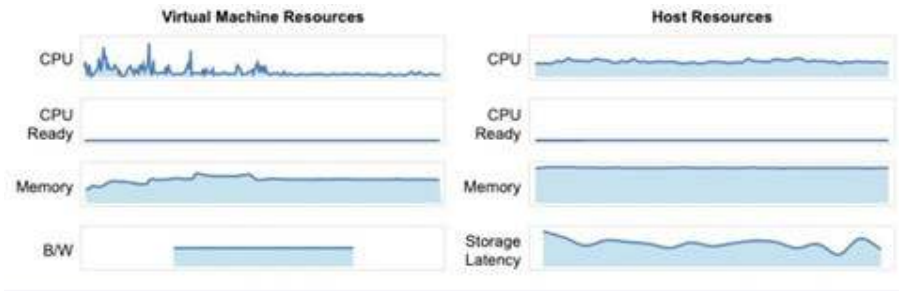 Virtual Machine Resources
Host Resources
CPU
CPU
CPU
Ready
CPU
Ready
Memory
Memory
B/W
Storage
Latency